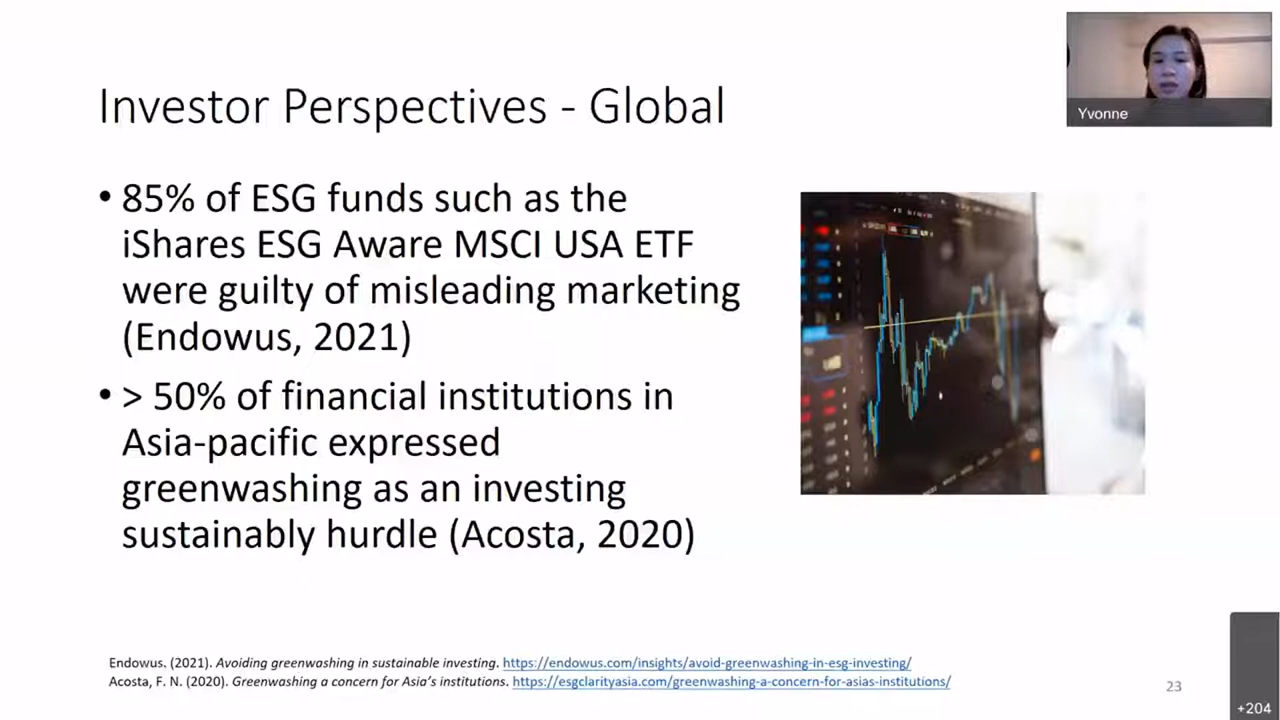 Yvonne
Investor Perspectives - Global
• 85% of ESG funds such as the
iShares ESG Aware MSCI USA ETF
were guilty of misleading marketing
(Endowus, 2021)
• > 50% of financial institutions in
Asia-pacific expressed
greenwashing as an investing
sustainably hurdle (Acosta, 2020)
Endowus. (2021). Avoiding greenwashing in sustainable investing. https://endowus.com/insights/avoid-greenwashing-in-esg-investing/
Acosta, F. N. (2020). Greenwashing a concern for Asia's institutions. https://esgclarityasia.com/greenwashing-a-concern-for-asias-institutions/
23
+204